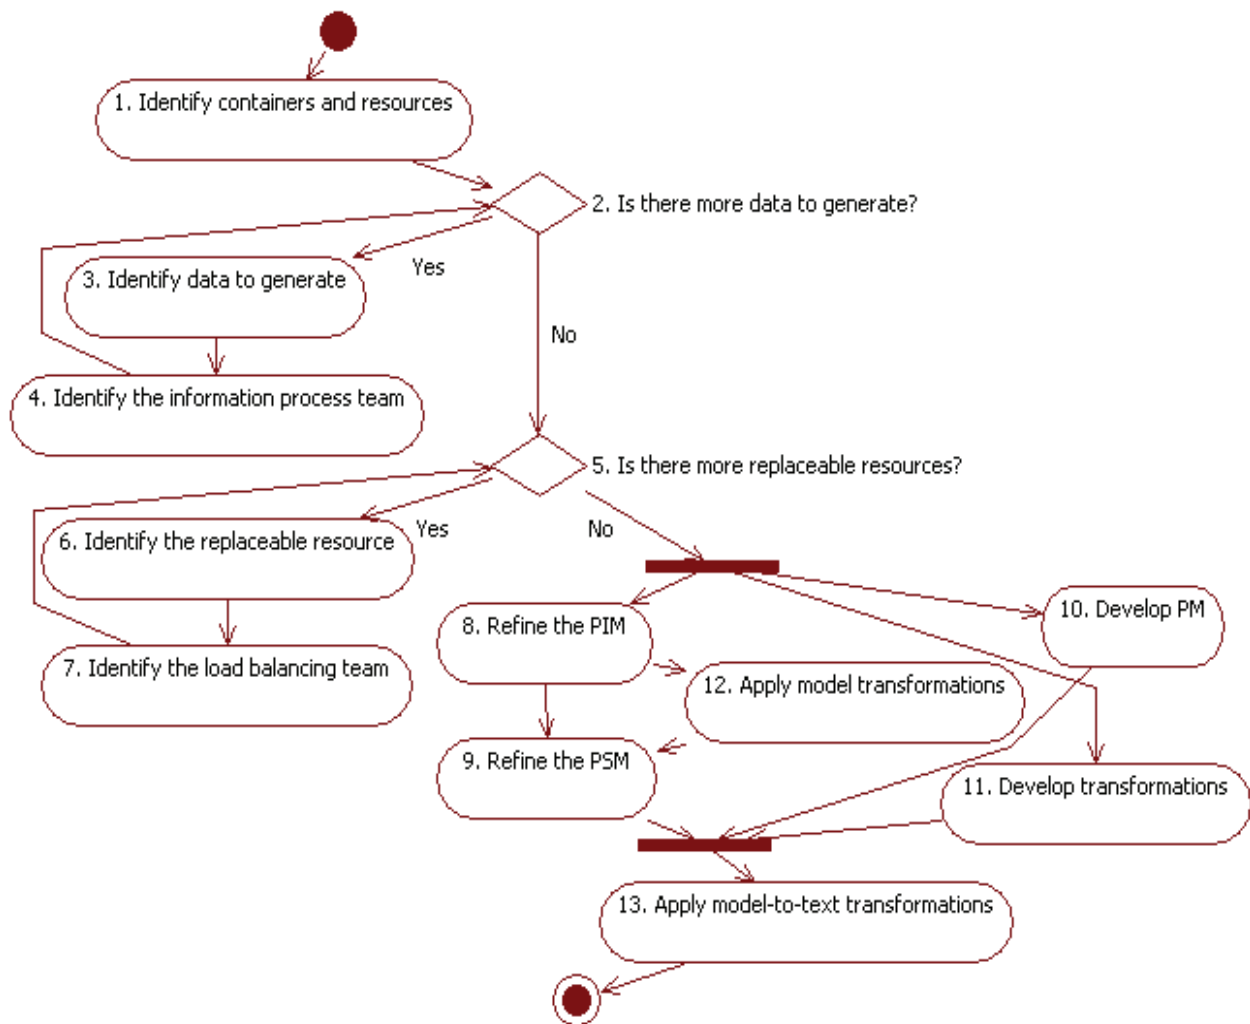 1. Identify containers and resources
2. Is there more data to generate?
3. Identify data to generate
Yes
No
4. Identify the information process team
5. Is there more replaceable resources?
6. Identify the replaceable resource
Yes
No
7. Identify the load balancing team
8. Refine the PIM
10. Develop PM
12. Apply model transformations
9. Refine the PSM
11. Develop transformations
13. Apply model-to-text transformations